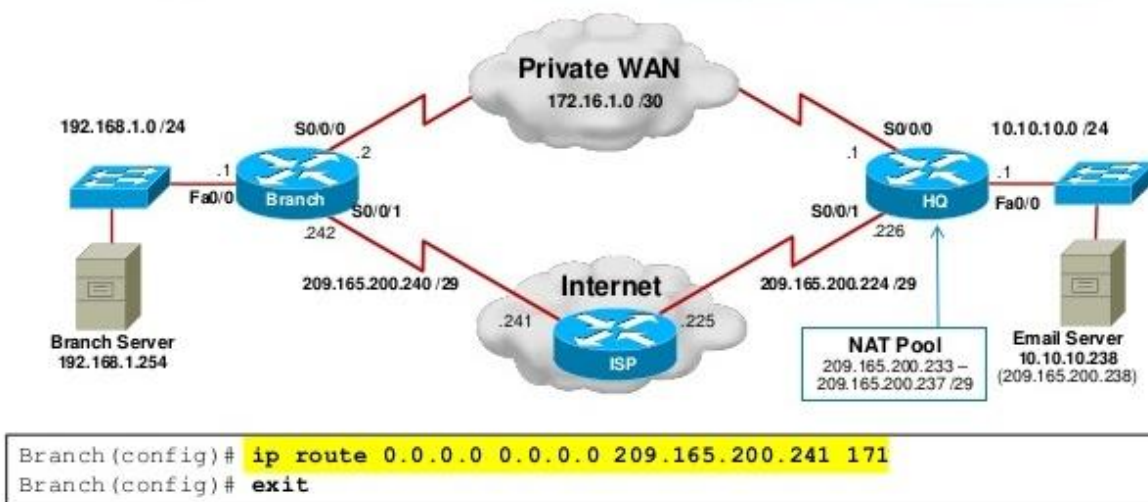 Private WAN
172.16.1.0 /30
192.168.1.0 /24
S0/0/0
S0/0/0
10.10.10.0 /24
.1
.2
.1
.1
Fa0/0
Branch
HQ
Fa0/0
S0/0/1
S0/0/1
.242
.226
209.165.200.240 /29
Internet
209.165.200.224 /29
.241
.225
ISP
Branch Server
192.168.1.254
NAT Pool
209.165.200.233 –
209.165.200.237 /29
Email Server
10.10.10.238
(209.165.200.238)
Branch(config)# ip route 0.0.0.0 0.0.0.0 209.165.200.241 171
Branch(config)# exit